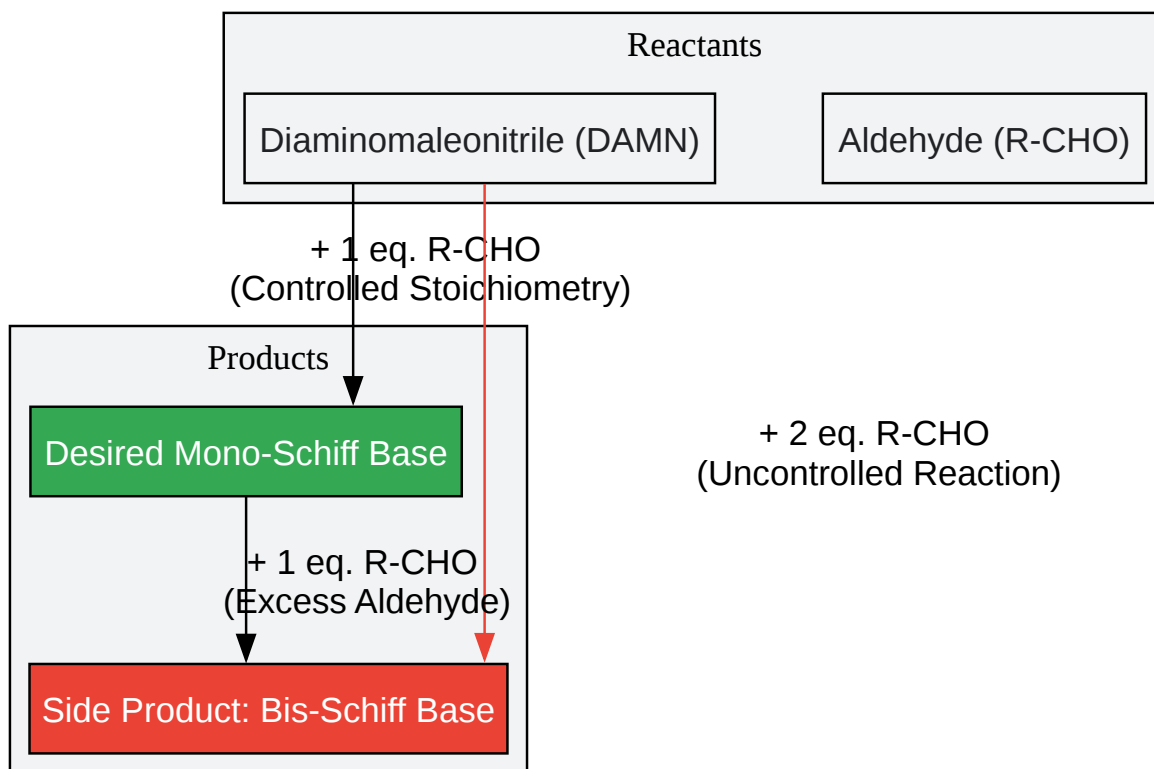 Reactants
Diaminomaleonitrile (DAMN)
Aldehyde (R-CHO)
+ 1 eq. R-CHO
(Controlled Stoichiometry)
Products
Desired Mono-Schiff Base
+ 2 eq. R-CHO
(Uncontrolled Reaction)
+ 1 eq. R-CHO
(Excess Aldehyde)
Side Product: Bis-Schiff Base